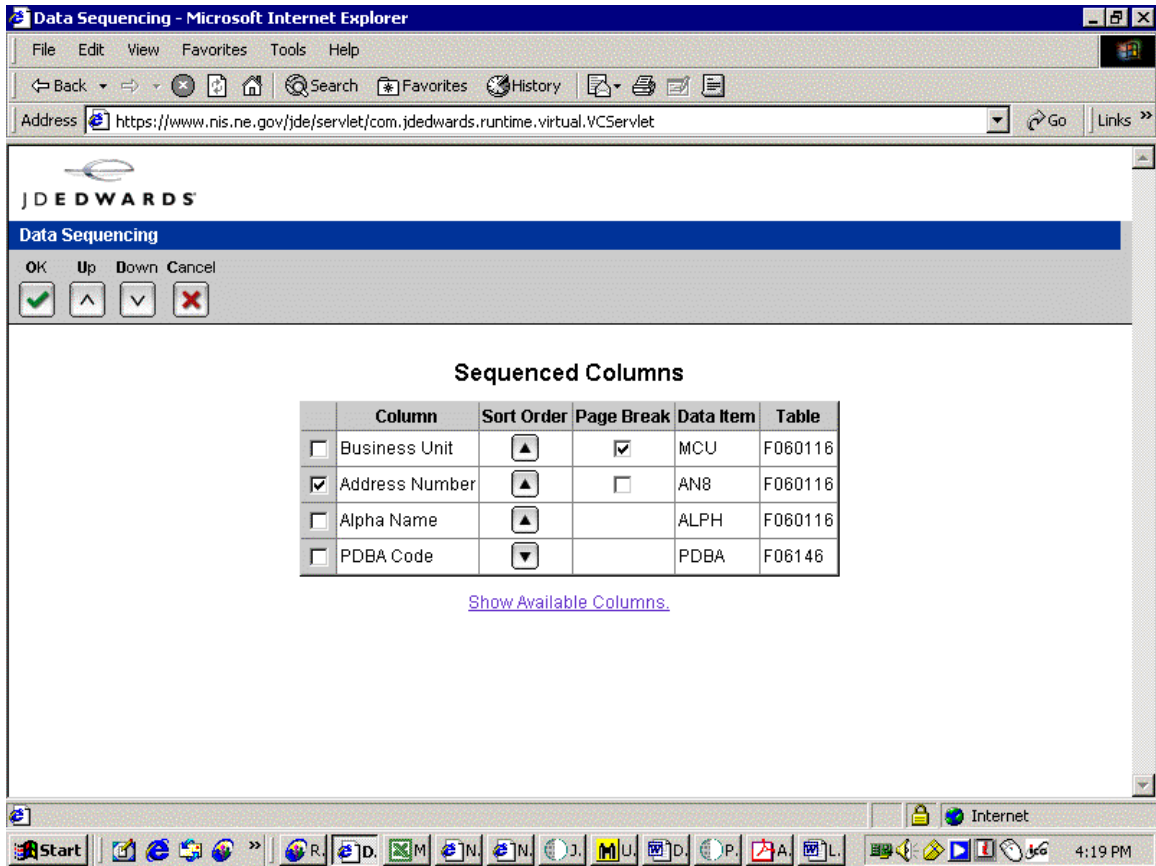 Data Sequencing - Microsoft Internet Explorer
File Edit View Favorites Tools Help
Back Search Favorites History
Address https://www.nis.ne.gov/jde/servlet/com.jdedwards.runtime.virtual.VCServlet Go Links »
JDEDWARDS
Data Sequencing
OK Up Down Cancel
Sequenced Columns
Column Sort Order Page Break Data Item Table
Business Unit MCU F060116
Address Number AN8 F060116
Alpha Name ALPH F060116
PDBA Code PDBA F06146
Show Available Columns.
Internet
Start » R. D. M N. N. J. U. D. P. A. L. 4:19 PM